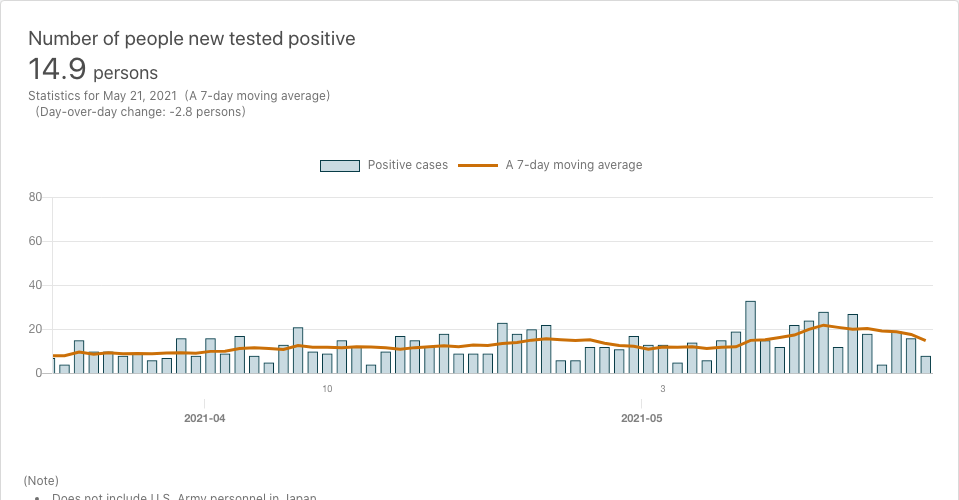 Number of people new tested positive
14.9 persons
Statistics for May 21, 2021 (A 7-day moving average)
(Day-over-day change: -2.8 persons)
Positive cases A 7-day moving average
80
60
40
20
0
10 3
2021-04 2021-05
(Note)
• Does not include U.S. Army personnel in Japan